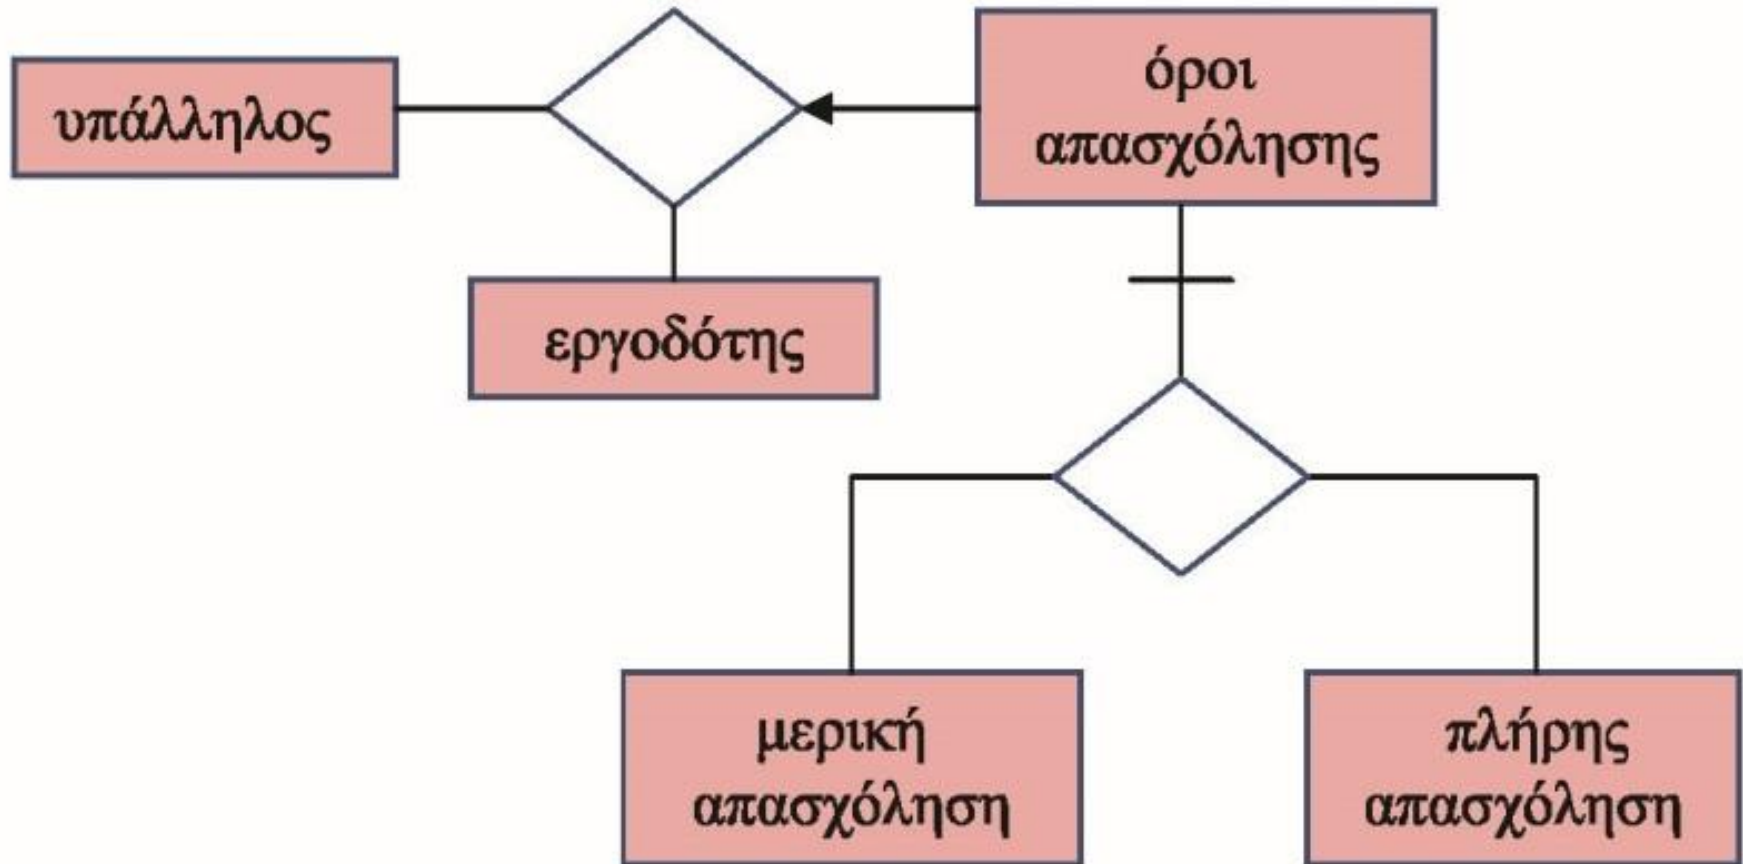 υπάλληλος
όροι
απασχόλησης
εργοδότης
μερική
απασχόληση
πλήρης
απασχόληση